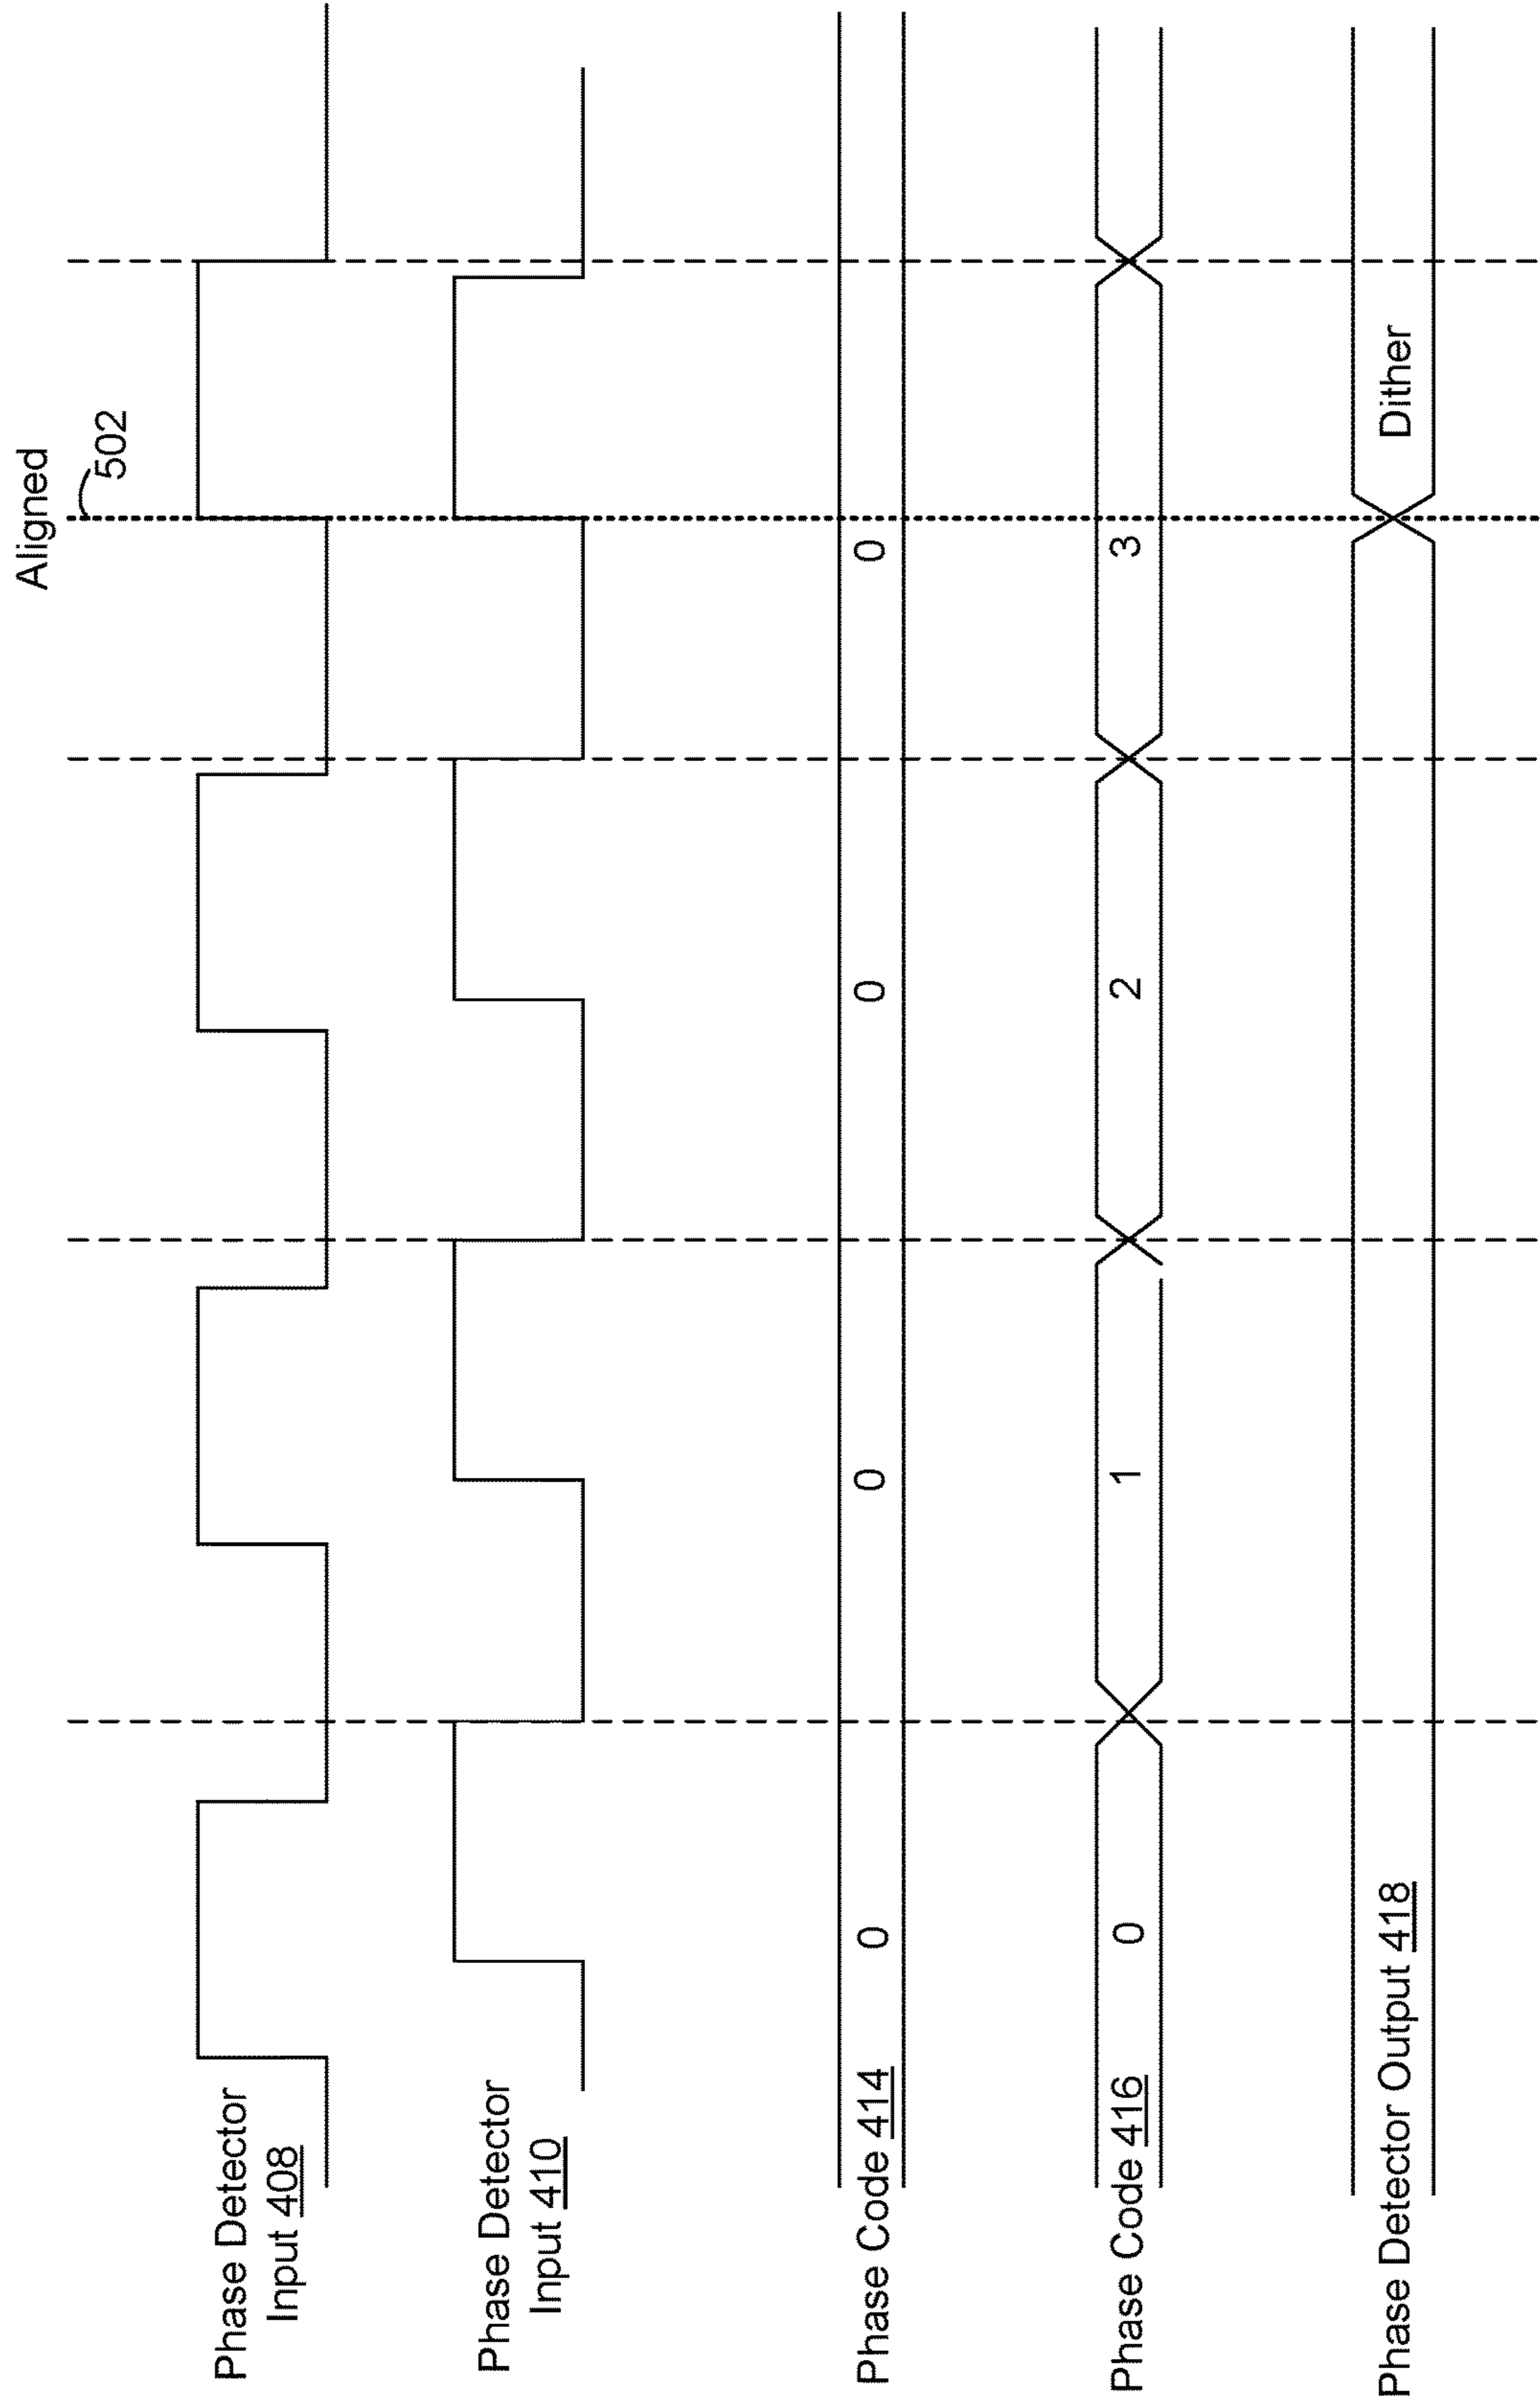 Aligned
502
Phase Detector
Input 408
Phase Detector
Input 410
Phase Code 414
0
0
0
0
Phase Code 416
0
1
2
3
Phase Detector Output 418
Dither